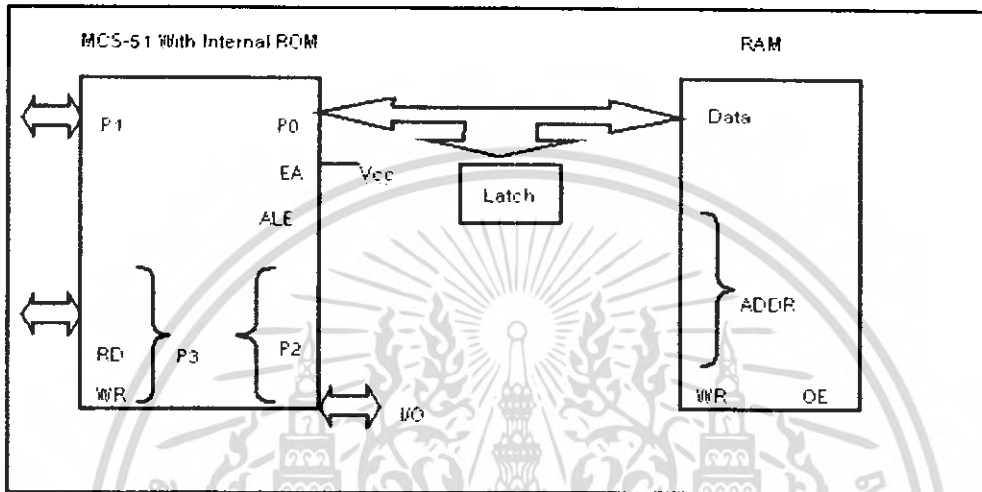 MCS-51 With Internal ROM
RAM
P1
P0
Data
EA
Vcc
Latch
ALE
ADDR
RD
P3
P2
WR
I/O
WR
OE